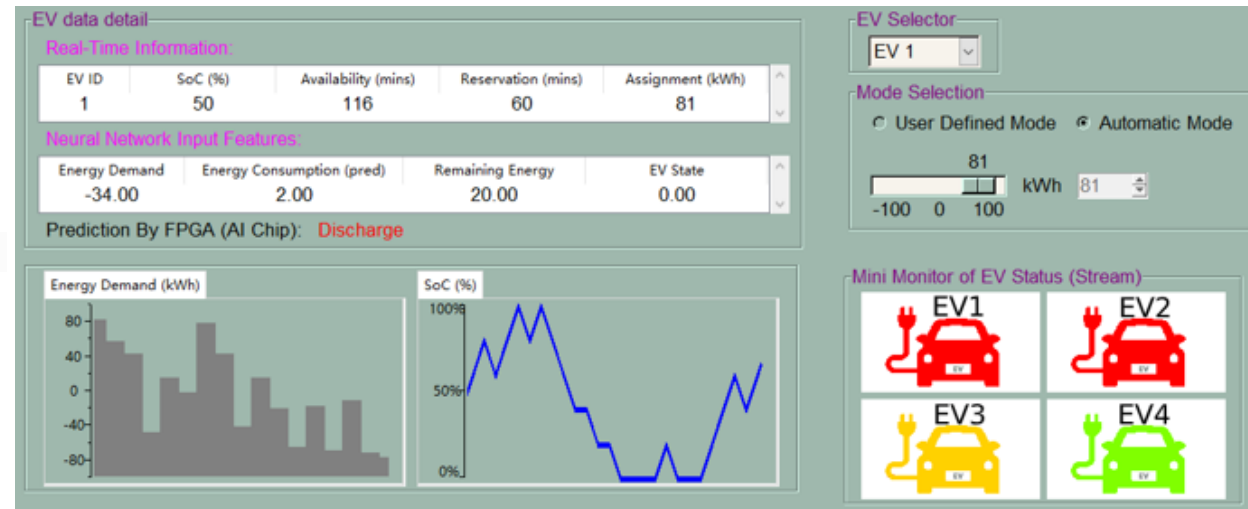 EV data detail
Real-Time Information:
EV ID SoC (%) Availability (mins) Reservation (mins) Assignment (kWh)
1 50 116 60 81
Neural Network Input Features:
Energy Demand Energy Consumption (pred) Remaining Energy EV State
-34.00 2.00 20.00 0.00
Prediction By FPGA (AI Chip): Discharge
EV Selector
EV 1
Mode Selection
User Defined Mode Automatic Mode
81
kWh 81
-100 0 100
Energy Demand (kWh)
80
40
0
-40
-80
SoC (%)
100%
50%
0%
Mini Monitor of EV Status (Stream)
EV1 EV2
EV EV
EV3 EV4
EV EV